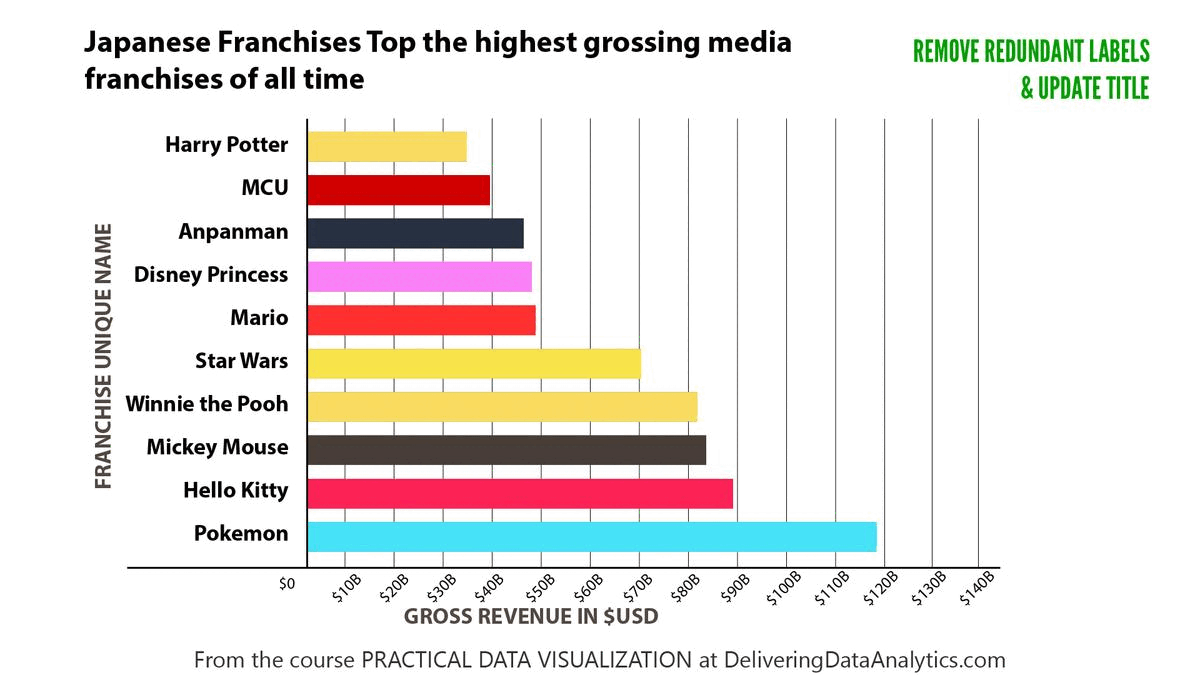 Japanese Franchises Top the highest grossing media
franchises of all time
REMOVE REDUNDANT LABELS
& UPDATE TITLE
FRANCHISE UNIQUE NAME
Harry Potter
MCU
Anpanman
Disney Princess
Mario
Star Wars
Winnie the Pooh
Mickey Mouse
Hello Kitty
Pokemon
$0 $10B $20B $30B $40B $50B $60B $70B $80B $90B $100B $110B $120B $130B $140B
GROSS REVENUE IN $USD
From the course PRACTICAL DATA VISUALIZATION at DeliveringDataAnalytics.com